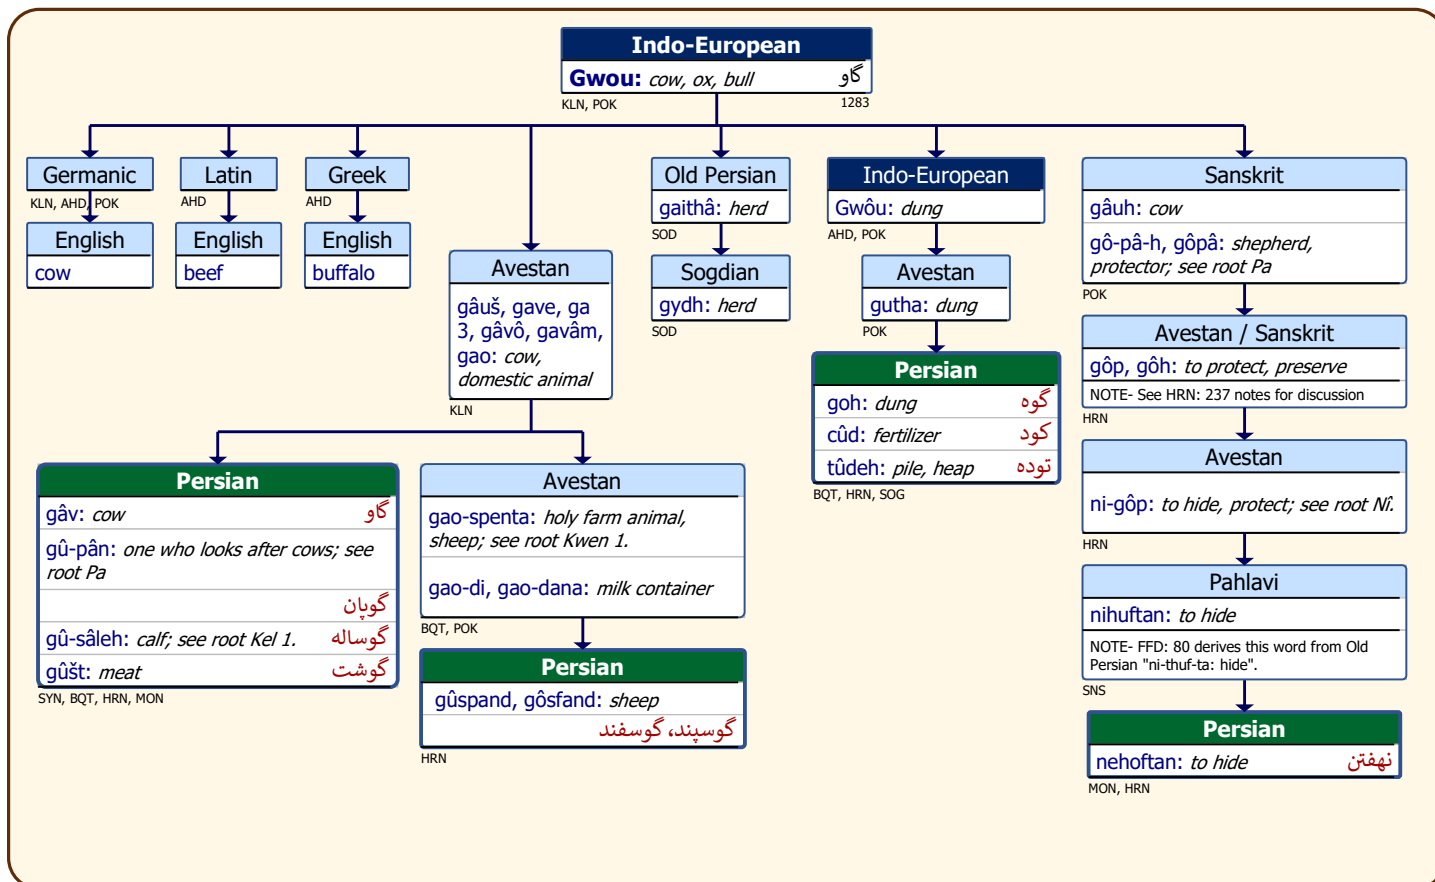 Indo-European
Gwou: cow, ox, bull گاو
KLN, POK 1283
Germanic
KLN, AHD, POK
English
cow
Latin
AHD
English
beef
Greek
AHD
English
buffalo
Avestan
gâuš, gave, ga
3, gâvô, gavâm,
gao: cow,
domestic animal
KLN
Persian
gâv: cow گاو
gû-pân: one who looks after cows; see
root Pa
گوپان
gû-sâleh: calf; see root Kel 1. گوساله
gûšt: meat گوشت
SYN, BQT, HRN, MON
Avestan
gao-spenta: holy farm animal,
sheep; see root Kwen 1.
gao-di, gao-dana: milk container
BQT, POK
Persian
gûspand, gôsfand: sheep
گوسپند، گوسفند
HRN
Old Persian
gaithâ: herd
SOD
Sogdian
gydh: herd
SOD
Indo-European
Gwôu: dung
AHD, POK
Avestan
gutha: dung
POK
Persian
goh: dung گوه
cûd: fertilizer کود
tûdeh: pile, heap توده
BQT, HRN, SOG
Sanskrit
gâuh: cow
gô-pâ-h, gôpâ: shepherd,
protector; see root Pa
POK
Avestan / Sanskrit
gôp, gôh: to protect, preserve
NOTE- See HRN: 237 notes for discussion
HRN
Avestan
ni-gôp: to hide, protect; see root Nî.
HRN
Pahlavi
nihuftan: to hide
NOTE- FFD: 80 derives this word from Old
Persian "ni-thuf-ta: hide".
SNS
Persian
nehoftan: to hide نهفتن
MON, HRN